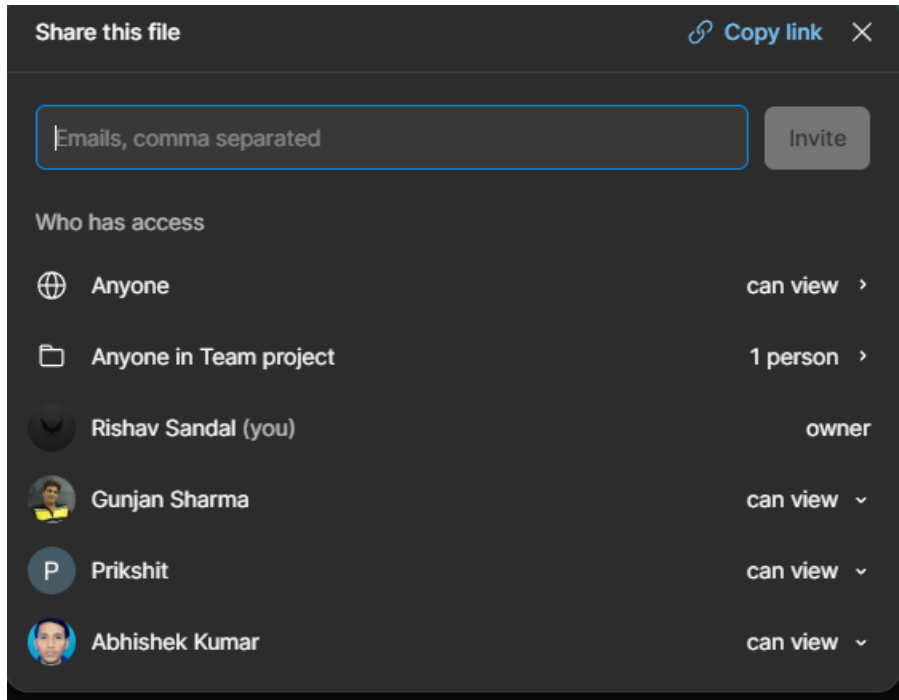 Share this file
Copy link
Emails, comma separated
Invite
Who has access
Anyone can view
Anyone in Team project 1 person
Rishav Sandal (you) owner
Gunjan Sharma can view
P Prikshit can view
Abhishek Kumar can view